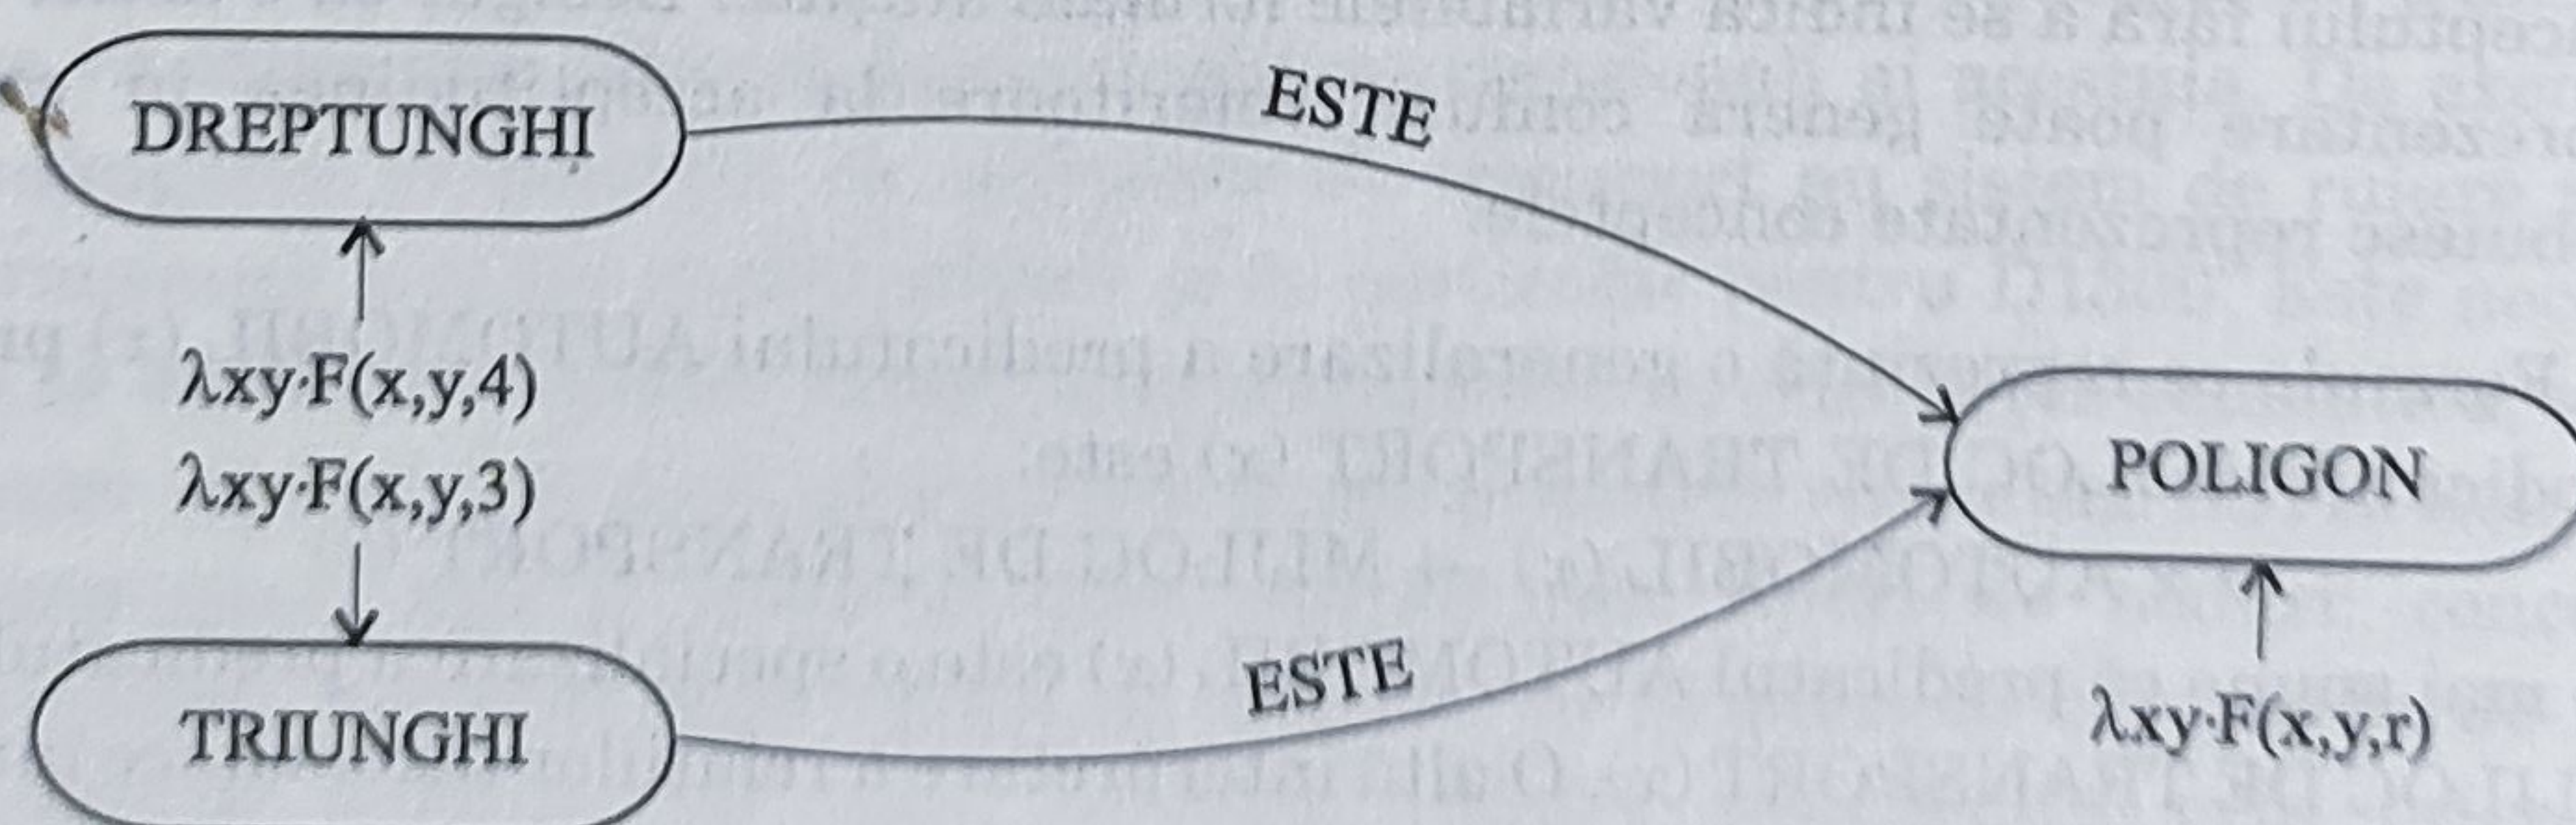 DREPTUNGHI
ESTE
λxy·F(x,y,4)
λxy·F(x,y,3)
POLIGON
TRIUNGHI
ESTE
λxy·F(x,y,r)